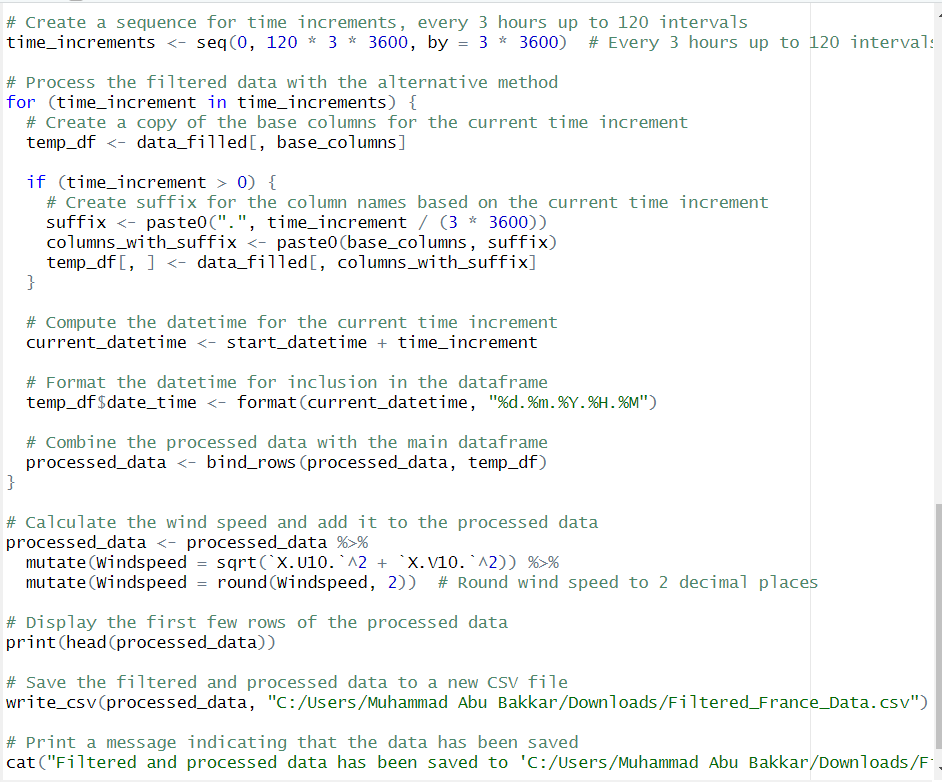 # Create a sequence for time increments, every 3 hours up to 120 intervals
time_increments <- seq(0, 120 * 3 * 3600, by = 3 * 3600)  # Every 3 hours up to 120 intervals
# Process the filtered data with the alternative method
for (time_increment in time_increments) {
  # Create a copy of the base columns for the current time increment
  temp_df <- data_filled[, base_columns]
  if (time_increment > 0) {
    # Create suffix for the column names based on the current time increment
    suffix <- paste0(".", time_increment / (3 * 3600))
    columns_with_suffix <- paste0(base_columns, suffix)
    temp_df[, ] <- data_filled[, columns_with_suffix]
  }
  # Compute the datetime for the current time increment
  current_datetime <- start_datetime + time_increment
  # Format the datetime for inclusion in the dataframe
  temp_df$date_time <- format(current_datetime, "%d.%m.%Y.%H.%M")
  # Combine the processed data with the main dataframe
  processed_data <- bind_rows(processed_data, temp_df)
}
# Calculate the wind speed and add it to the processed data
processed_data <- processed_data %>%
  mutate(Windspeed = sqrt(`X.U10.`^2 + `X.V10.`^2)) %>%
  mutate(Windspeed = round(Windspeed, 2))  # Round wind speed to 2 decimal places
# Display the first few rows of the processed data
print(head(processed_data))
# Save the filtered and processed data to a new CSV file
write_csv(processed_data, "C:/Users/Muhammad Abu Bakkar/Downloads/Filtered_France_Data.csv")
# Print a message indicating that the data has been saved
cat("Filtered and processed data has been saved to 'C:/Users/Muhammad Abu Bakkar/Downloads/F